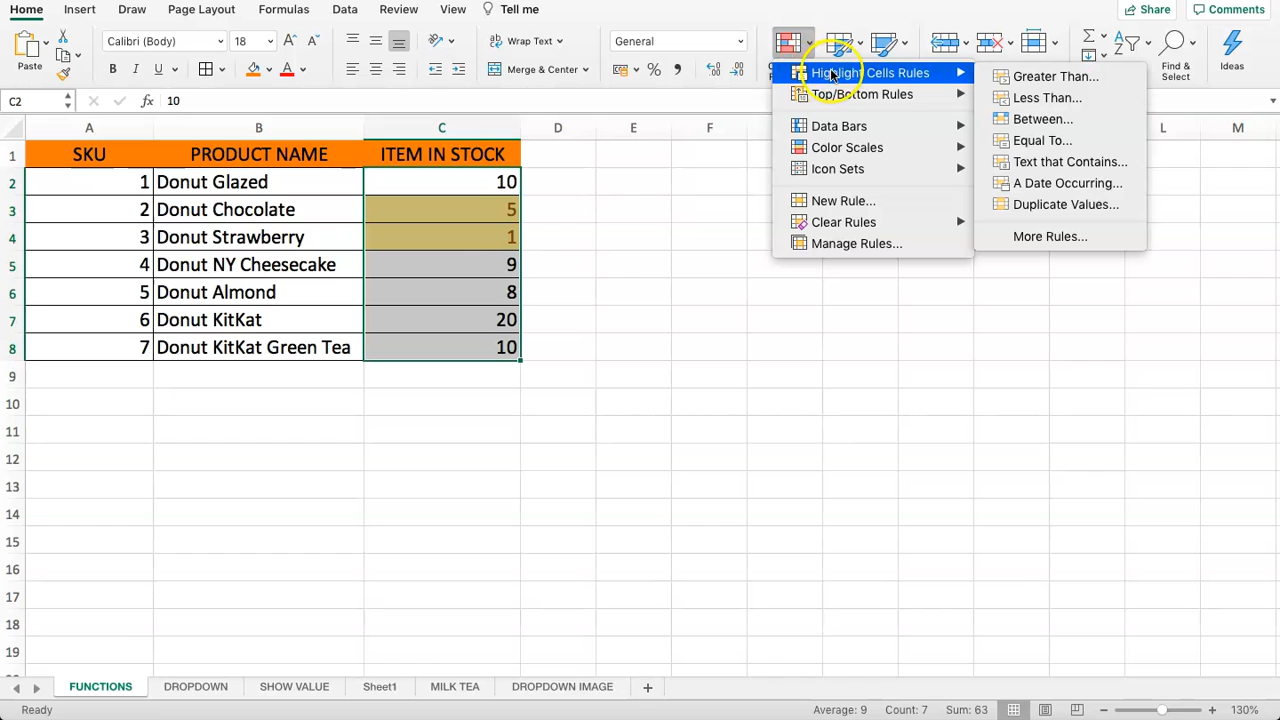 Home Insert Draw Page Layout Formulas Data Review View Tell me Share Comments
Paste Calibri (Body) 18 Wrap Text General
B I U A Merge & Center % Find & Select Ideas
C2 fx 10
Highlight Cells Rules
Top/Bottom Rules
Data Bars
Color Scales
Icon Sets
New Rule...
Clear Rules
Manage Rules...
Greater Than...
Less Than...
Between...
Equal To...
Text that Contains...
A Date Occurring...
Duplicate Values...
More Rules...
A B C D E F L M
1 SKU PRODUCT NAME ITEM IN STOCK
2 1 Donut Glazed 10
3 2 Donut Chocolate 5
4 3 Donut Strawberry 1
5 4 Donut NY Cheesecake 9
6 5 Donut Almond 8
7 6 Donut KitKat 20
8 7 Donut KitKat Green Tea 10
9
10
11
12
13
14
15
16
17
18
19
FUNCTIONS DROPDOWN SHOW VALUE Sheet1 MILK TEA DROPDOWN IMAGE +
Ready Average: 9 Count: 7 Sum: 63 130%